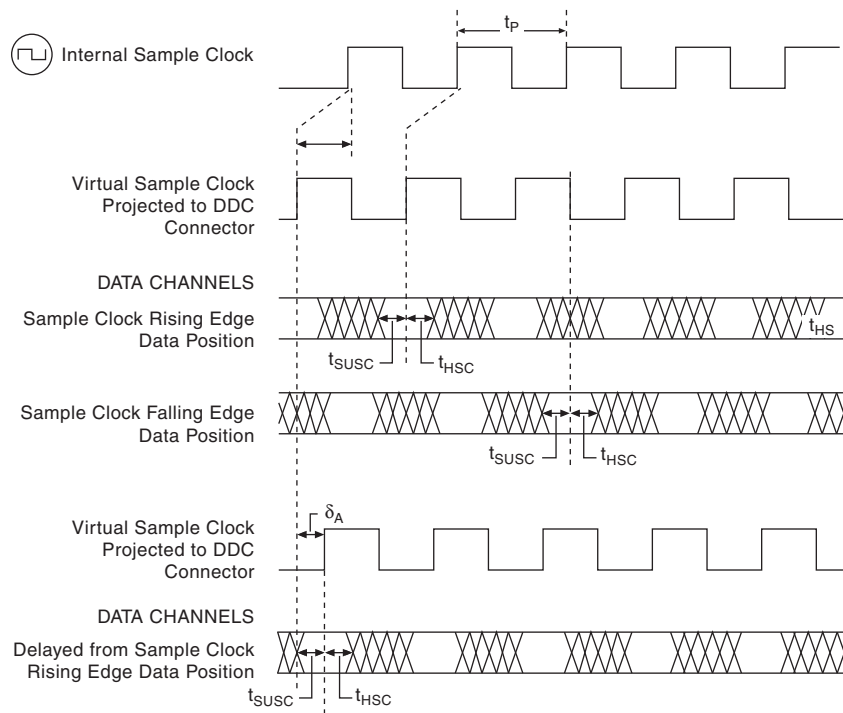 t_P
Internal Sample Clock
Virtual Sample Clock
Projected to DDC
Connector
DATA CHANNELS
Sample Clock Rising Edge
Data Position
t_HS
t_SUSC
t_HSC
Sample Clock Falling Edge
Data Position
t_SUSC
t_HSC
δ_A
Virtual Sample Clock
Projected to DDC
Connector
DATA CHANNELS
Delayed from Sample Clock
Rising Edge Data Position
t_SUSC
t_HSC